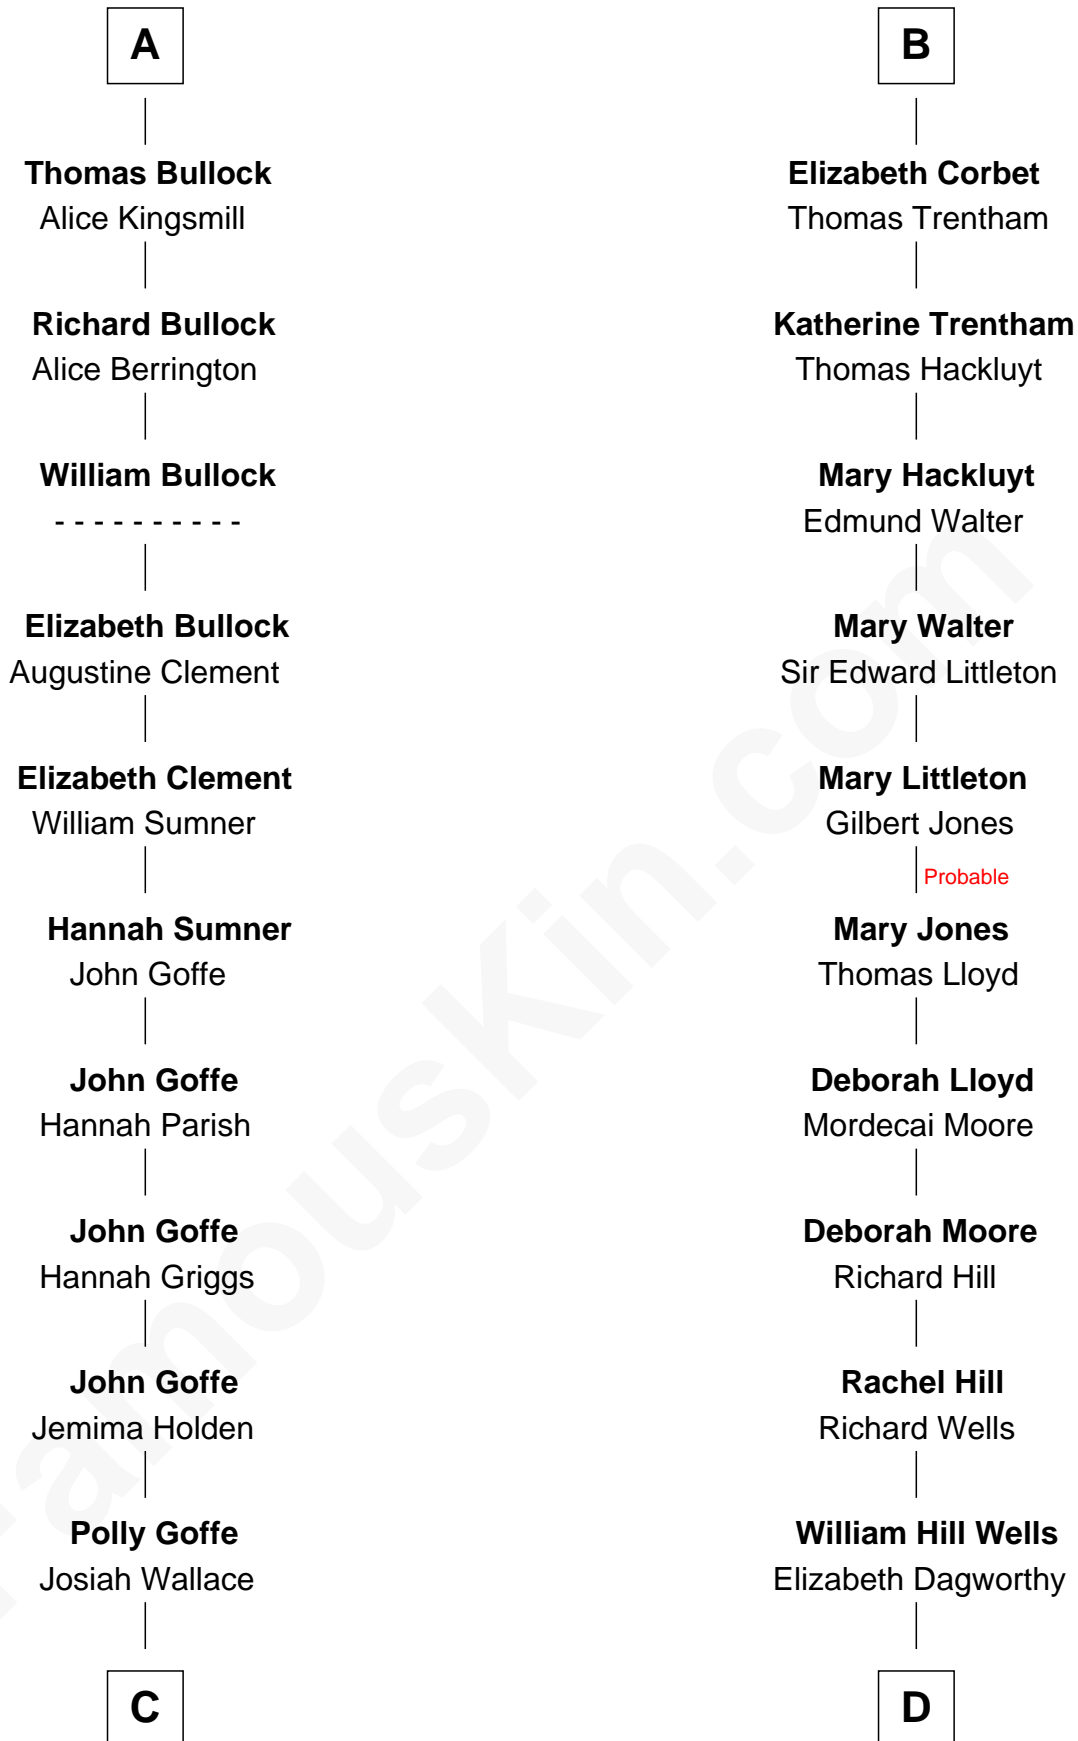 A
Thomas Bullock
Alice Kingsmill
Richard Bullock
Alice Berrington
William Bullock
- - - - - - - - - -
Elizabeth Bullock
Augustine Clement
Elizabeth Clement
William Sumner
Hannah Sumner
John Goffe
John Goffe
Hannah Parish
John Goffe
Hannah Griggs
John Goffe
Jemima Holden
Polly Goffe
Josiah Wallace
C
B
Elizabeth Corbet
Thomas Trentham
Katherine Trentham
Thomas Hackluyt
Mary Hackluyt
Edmund Walter
Mary Walter
Sir Edward Littleton
Mary Littleton
Gilbert Jones
Probable
Mary Jones
Thomas Lloyd
Deborah Lloyd
Mordecai Moore
Deborah Moore
Richard Hill
Rachel Hill
Richard Wells
William Hill Wells
Elizabeth Dagworthy
D
FamousKin.com